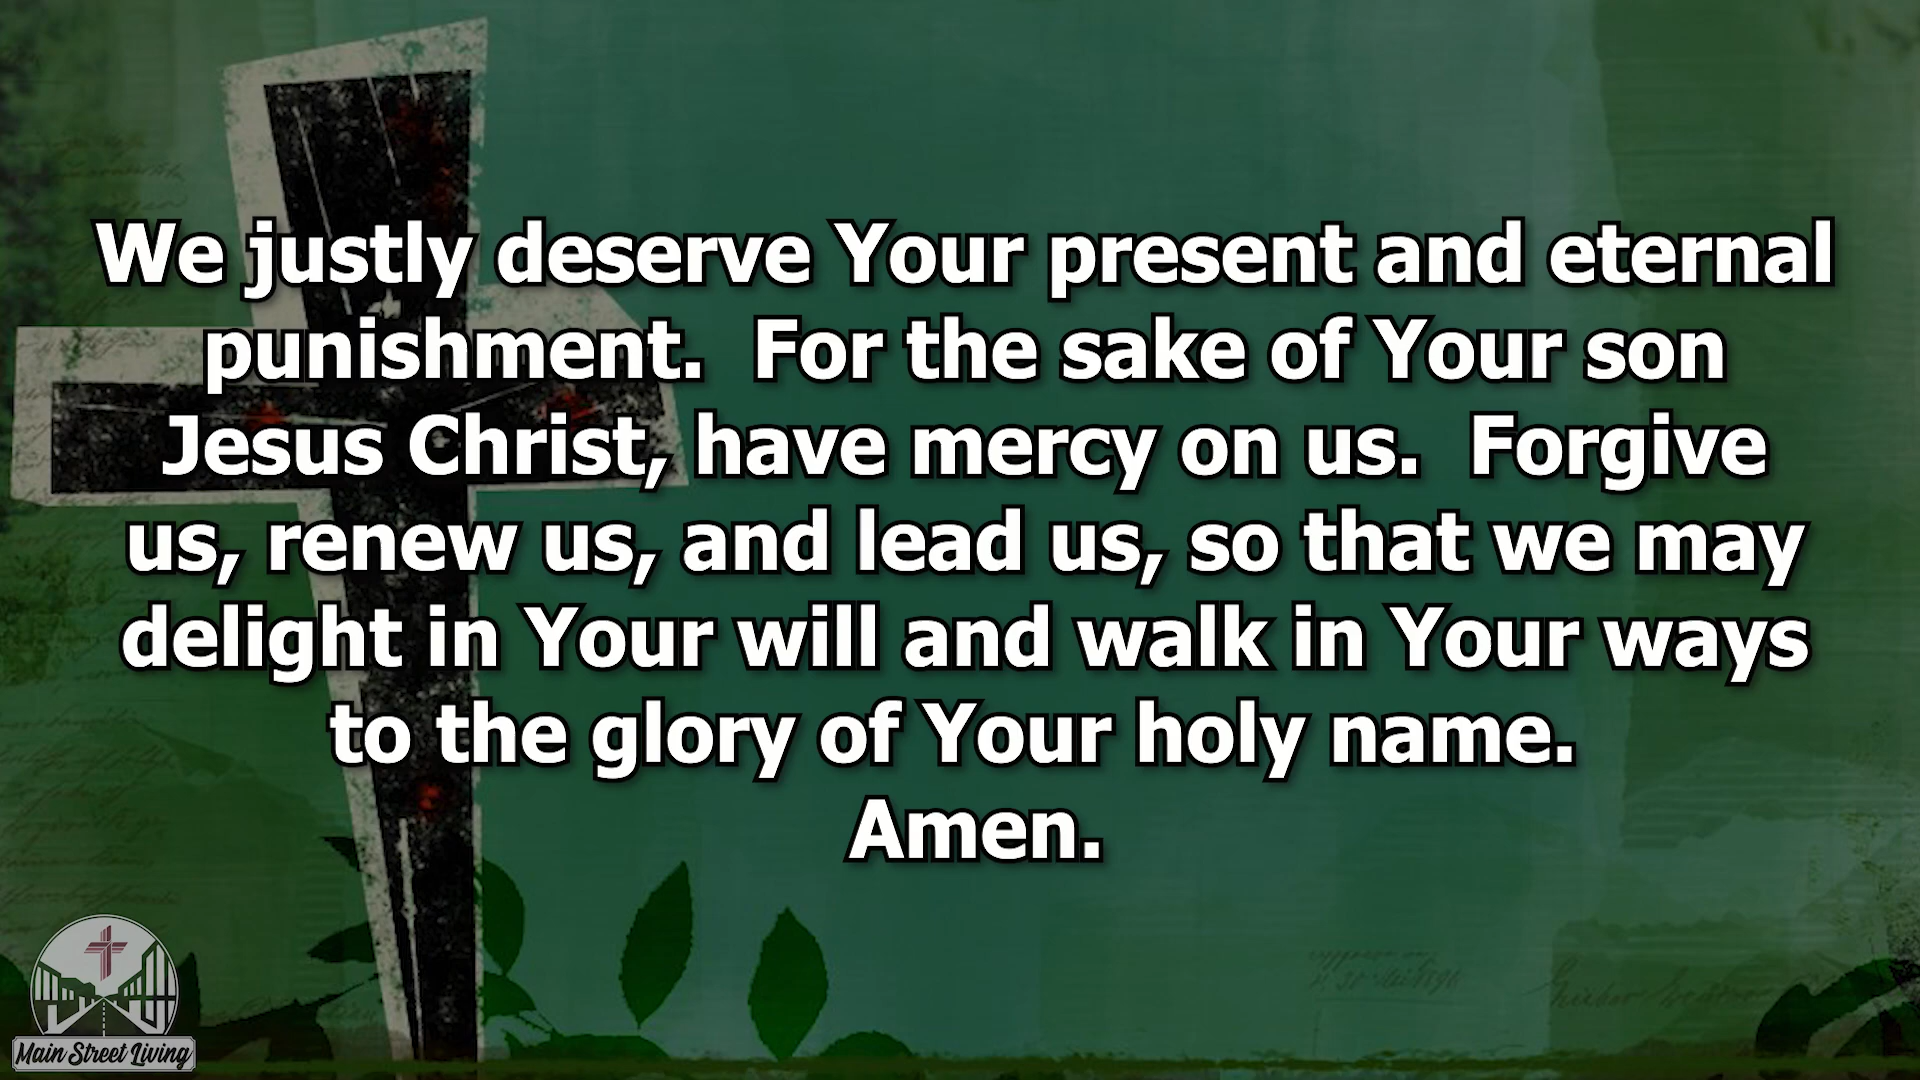 We justly deserve Your present and eternal
punishment.  For the sake of Your son
Jesus Christ, have mercy on us.  Forgive
us, renew us, and lead us, so that we may
delight in Your will and walk in Your ways
to the glory of Your holy name.
Amen.
Main Street Living